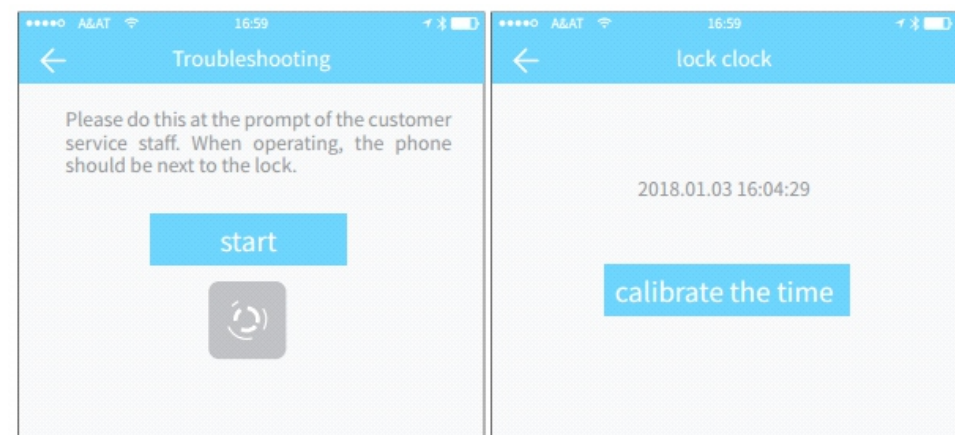 A&AT 16:59
Troubleshooting
Please do this at the prompt of the customer
service staff. When operating, the phone
should be next to the lock.
start
A&AT 16:59
lock clock
2018.01.03 16:04:29
calibrate the time